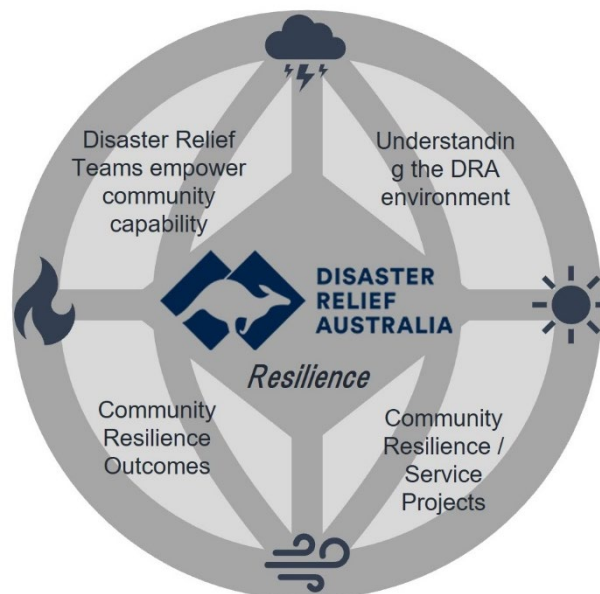 Disaster Relief
Teams empower
community
capability
Understandin
g the DRA
environment
DISASTER
RELIEF
AUSTRALIA
Resilience
Community
Resilience
Outcomes
Community
Resilience /
Service
Projects